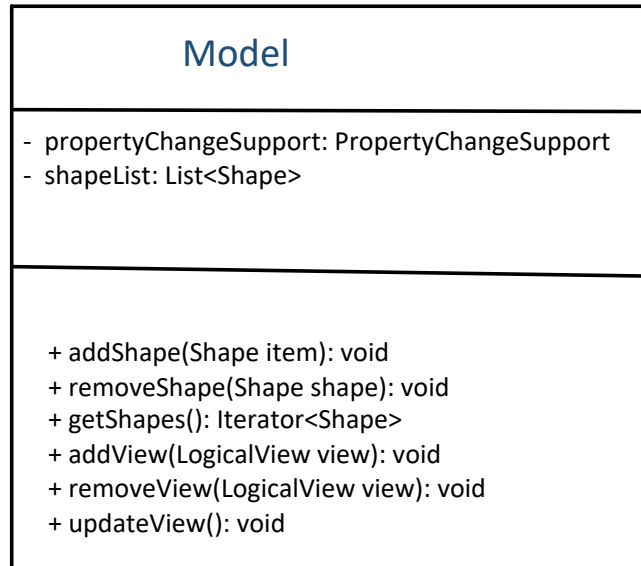 Model
- propertyChangeSupport: PropertyChangeSupport
- shapeList: List<Shape>
+ addShape(Shape item): void
+ removeShape(Shape shape): void
+ getShapes(): Iterator<Shape>
+ addView(LogicalView view): void
+ removeView(LogicalView view): void
+ updateView(): void